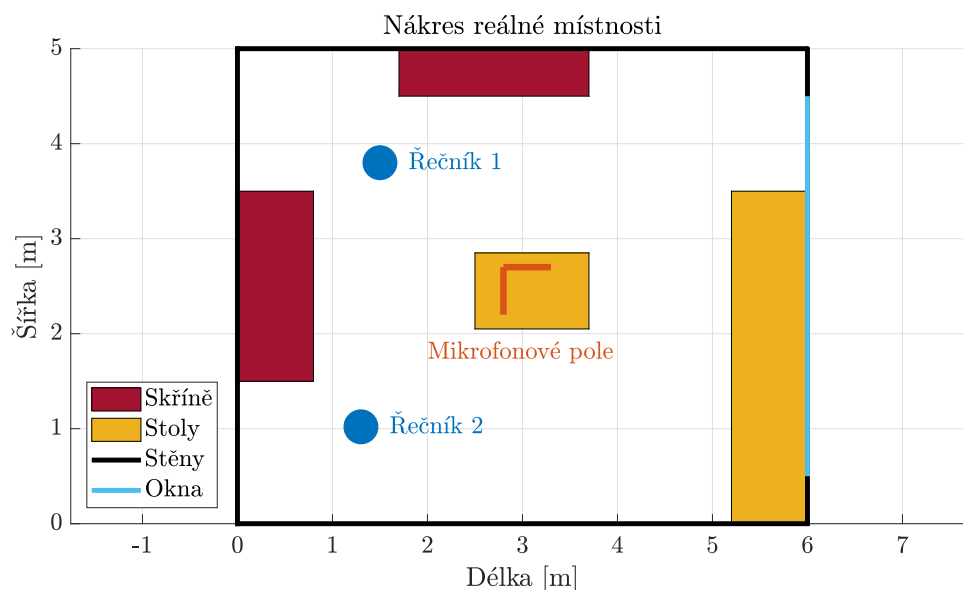 Nákres reálné místnosti
5
4
3
2
1
0
Šířka [m]
Řečník 1
Mikrofonové pole
Řečník 2
Skříně
Stoly
Stěny
Okna
-1 0 1 2 3 4 5 6 7
Délka [m]